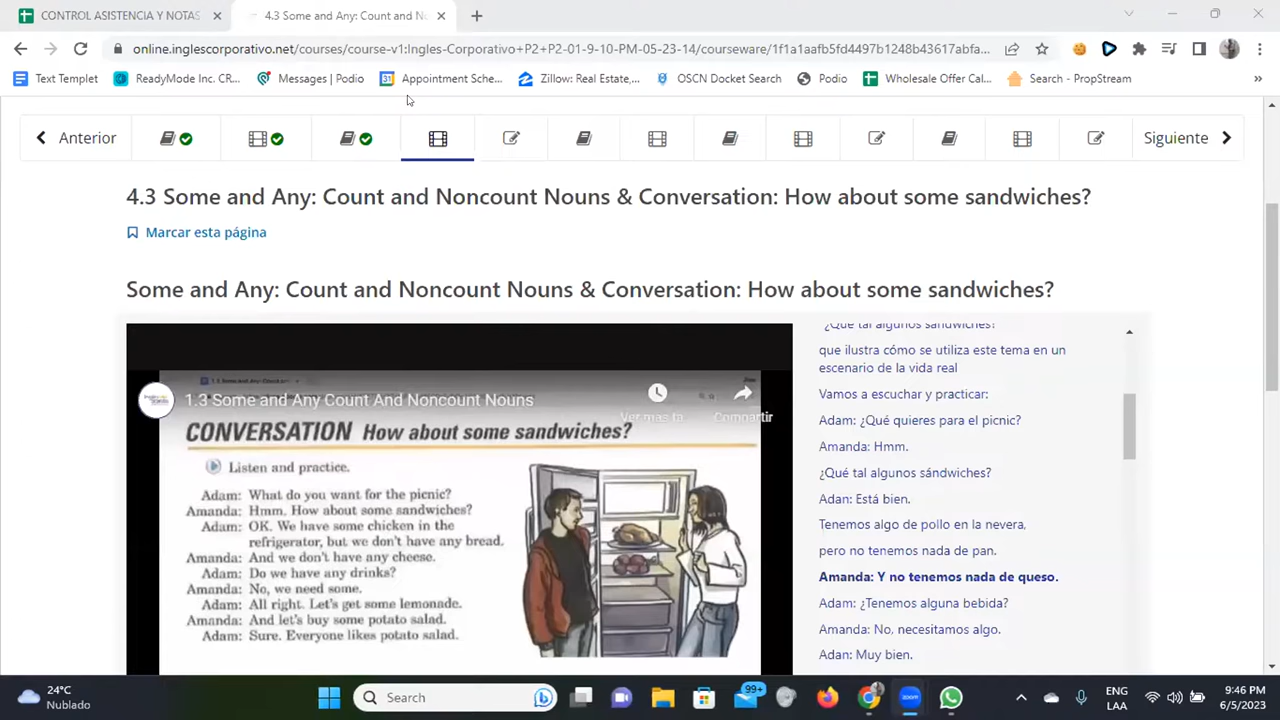 CONTROL ASISTENCIA Y NOTAS
4.3 Some and Any: Count and No
online.inglescorporativo.net/courses/course-v1:Ingles-Corporativo+P2+P2-01-9-10-PM-05-23-14/courseware/1f1a1aafb5fd4497b1248b43617abfa...
Text Templet
ReadyMode Inc. CR...
Messages | Podio
Appointment Sche...
Zillow: Real Estate,...
OSCN Docket Search
Podio
Wholesale Offer Cal...
Search - PropStream
Anterior
Siguiente
4.3 Some and Any: Count and Noncount Nouns & Conversation: How about some sandwiches?
Marcar esta página
Some and Any: Count and Noncount Nouns & Conversation: How about some sandwiches?
1.3 Some and Any Count And Noncount Nouns
Ver más ta...
Compartir
CONVERSATION How about some sandwiches?
Listen and practice.
Adam: What do you want for the picnic?
Amanda: Hmm. How about some sandwiches?
Adam: OK. We have some chicken in the
refrigerator, but we don't have any bread.
Amanda: And we don't have any cheese.
Adam: Do we have any drinks?
Amanda: No, we need some.
Adam: All right. Let's get some lemonade.
Amanda: And let's buy some potato salad.
Adam: Sure. Everyone likes potato salad.
¿Qué tal algunos sándwiches?
que ilustra cómo se utiliza este tema en un
escenario de la vida real
Vamos a escuchar y practicar:
Adam: ¿Qué quieres para el picnic?
Amanda: Hmm.
¿Qué tal algunos sándwiches?
Adan: Está bien.
Tenemos algo de pollo en la nevera,
pero no tenemos nada de pan.
Amanda: Y no tenemos nada de queso.
Adam: ¿Tenemos alguna bebida?
Amanda: No, necesitamos algo.
Adan: Muy bien.
24°C
Nublado
Search
99+
ENG
LAA
9:46 PM
6/5/2023